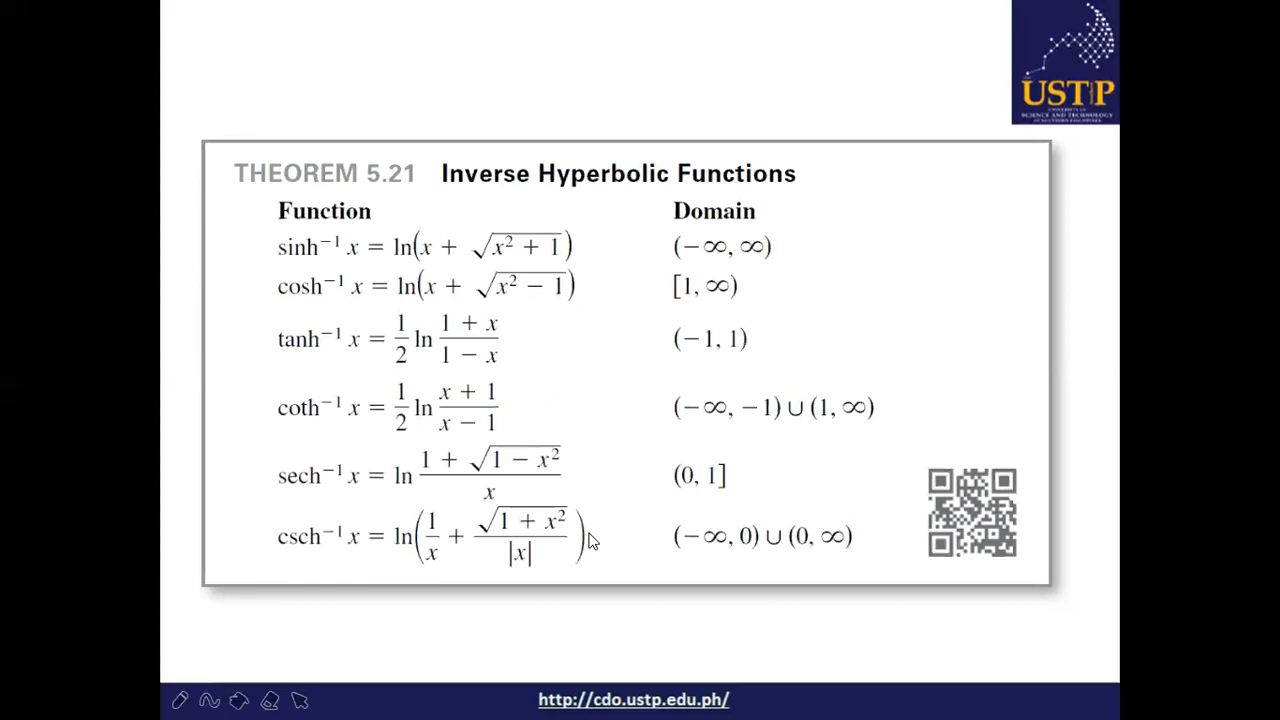 USTP
UNIVERSITY OF
SCIENCE AND TECHNOLOGY
OF SOUTHERN PHILIPPINES
THEOREM 5.21 Inverse Hyperbolic Functions
Function Domain
sinh⁻¹ x = ln(x + √(x² + 1)) (−∞, ∞)
cosh⁻¹ x = ln(x + √(x² − 1)) [1, ∞)
tanh⁻¹ x = 1/2 ln (1 + x)/(1 − x) (−1, 1)
coth⁻¹ x = 1/2 ln (x + 1)/(x − 1) (−∞, −1) ∪ (1, ∞)
sech⁻¹ x = ln (1 + √(1 − x²))/x (0, 1]
csch⁻¹ x = ln(1/x + √(1 + x²)/|x|) (−∞, 0) ∪ (0, ∞)
http://cdo.ustp.edu.ph/